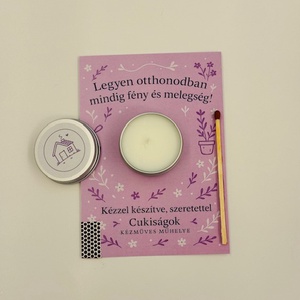 Legyen otthonodban
mindig fény és melegség!
Kézzel készítve, szeretettel
Cukiságok
KÉZMŰVES MŰHELYE